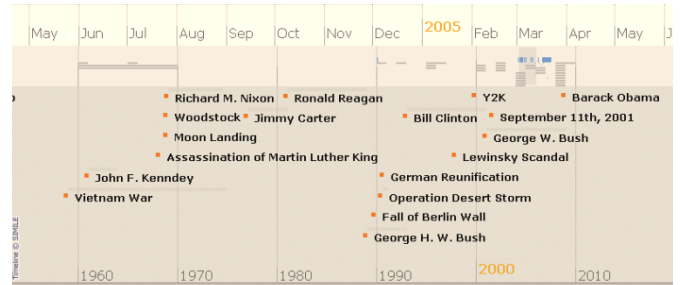 May Jun Jul Aug Sep Oct Nov Dec 2005 Feb Mar Apr May J
Richard M. Nixon Ronald Reagan Y2K Barack Obama
Woodstock Jimmy Carter Bill Clinton September 11th, 2001
Moon Landing George W. Bush
Assassination of Martin Luther King Lewinsky Scandal
John F. Kenndey German Reunification
Vietnam War Operation Desert Storm
Fall of Berlin Wall
George H. W. Bush
1960 1970 1980 1990 2000 2010
Timeline © SIMILE